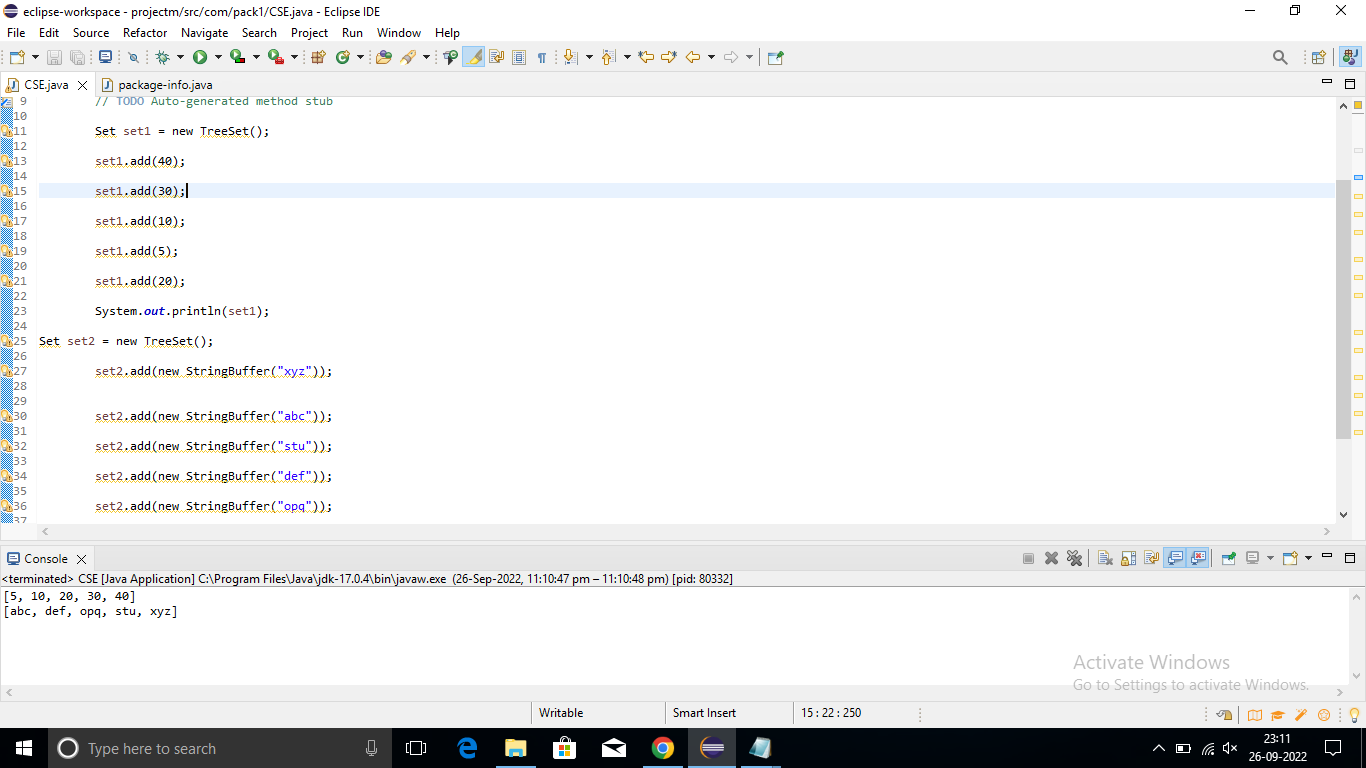 eclipse-workspace - projectm/src/com/pack1/CSE.java - Eclipse IDE
File Edit Source Refactor Navigate Search Project Run Window Help
CSE.java package-info.java
9 // TODO Auto-generated method stub
10
11 Set set1 = new TreeSet();
12
13 set1.add(40);
14
15 set1.add(30);
16
17 set1.add(10);
18
19 set1.add(5);
20
21 set1.add(20);
22
23 System.out.println(set1);
24
25 Set set2 = new TreeSet();
26
27 set2.add(new StringBuffer("xyz"));
28
29
30 set2.add(new StringBuffer("abc"));
31
32 set2.add(new StringBuffer("stu"));
33
34 set2.add(new StringBuffer("def"));
35
36 set2.add(new StringBuffer("opq"));
37
Console
<terminated> CSE [Java Application] C:\Program Files\Java\jdk-17.0.4\bin\javaw.exe (26-Sep-2022, 11:10:47 pm – 11:10:48 pm) [pid: 80332]
[5, 10, 20, 30, 40]
[abc, def, opq, stu, xyz]
Activate Windows
Go to Settings to activate Windows.
Writable Smart Insert 15 : 22 : 250
Type here to search
23:11
26-09-2022